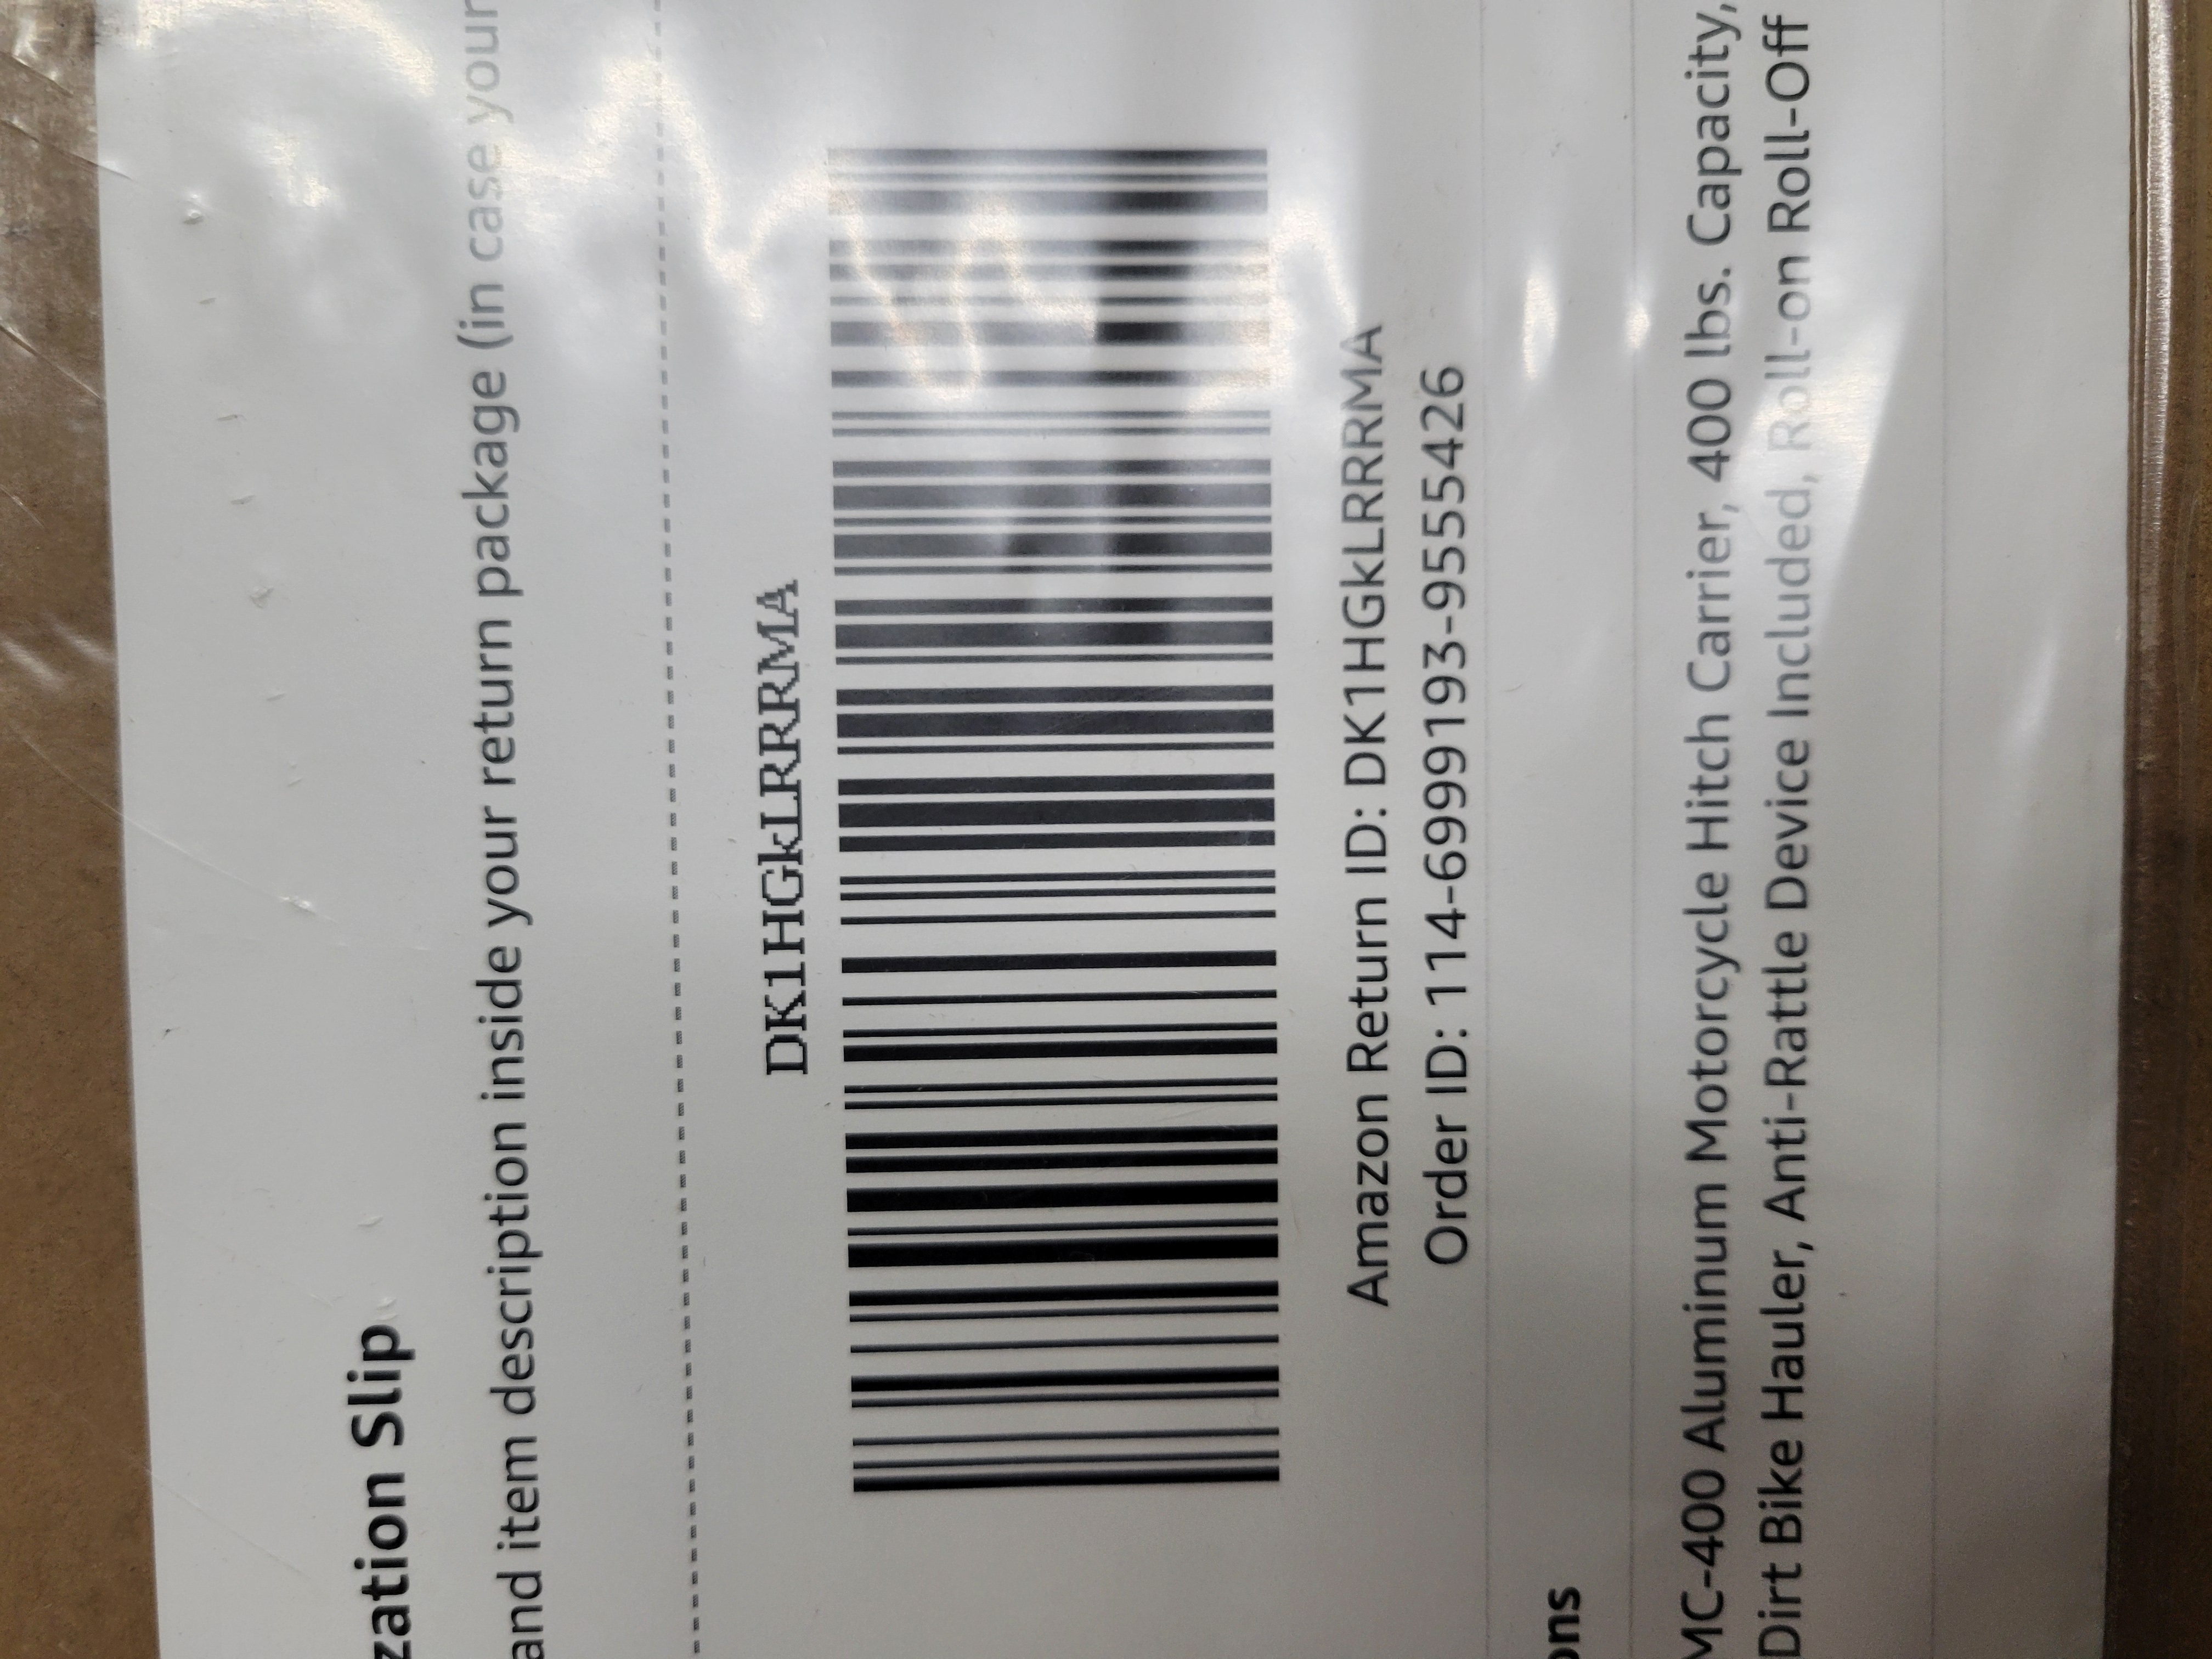 zation Slip
and item description inside your return package (in case your
DK1HGkLRRRMA
Amazon Return ID: DK1HGkLRRRMA
Order ID: 114-6999193-9555426
ons
MC-400 Aluminum Motorcycle Hitch Carrier, 400 lbs. Capacity,
Dirt Bike Hauler, Anti-Rattle Device Included, Roll-on Roll-Off